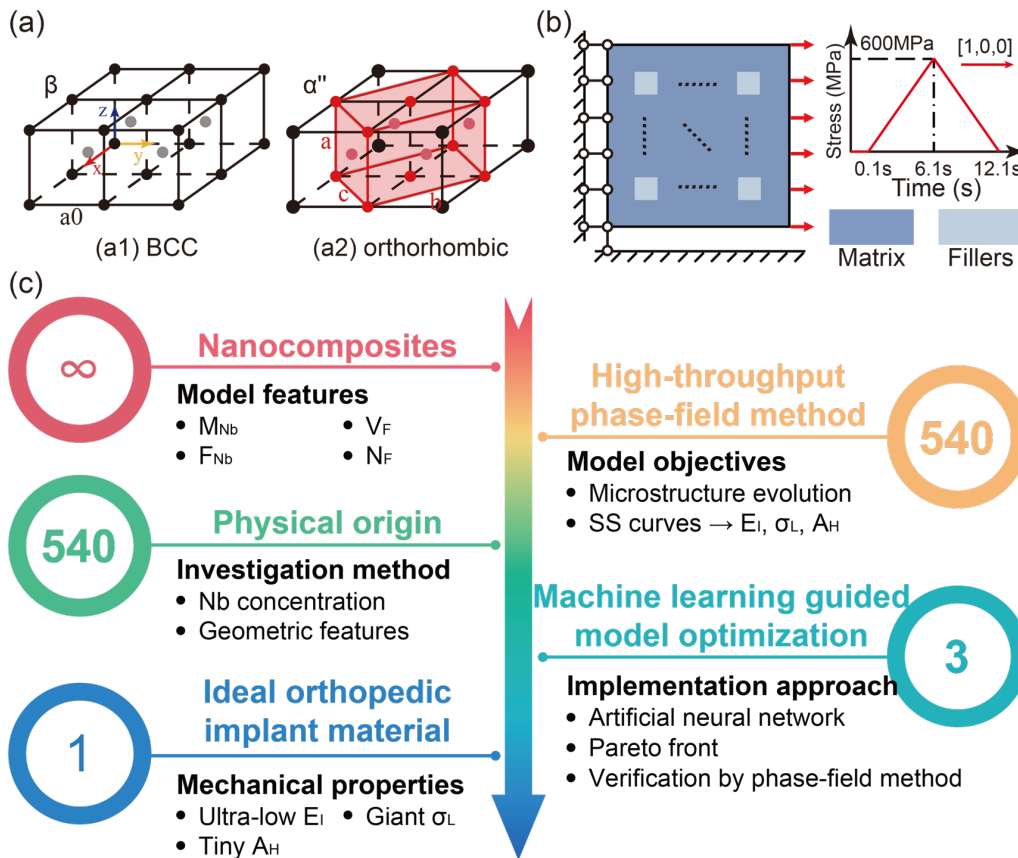 (a)
β
z
y
x
a0
(a1) BCC
α''
a
c
b
(a2) orthorhombic
(b)
Stress (MPa)
600MPa
[1,0,0]
0.1s 6.1s 12.1s
Time (s)
Matrix Fillers
(c)
∞
Nanocomposites
Model features
• MNb • VF
• FNb • NF
High-throughput
phase-field method
540
Model objectives
• Microstructure evolution
• SS curves → EI, σL, AH
540
Physical origin
Investigation method
• Nb concentration
• Geometric features
Machine learning guided
model optimization
3
Implementation approach
• Artificial neural network
• Pareto front
• Verification by phase-field method
1
Ideal orthopedic
implant material
Mechanical properties
• Ultra-low EI • Giant σL
• Tiny AH